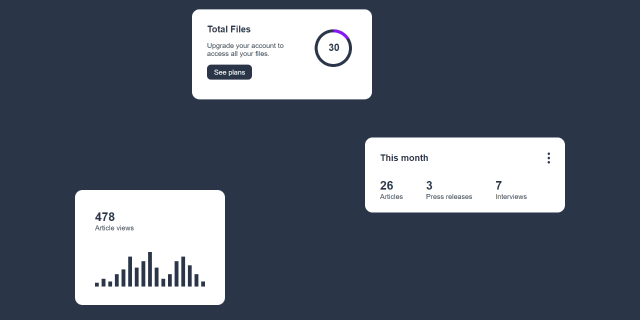 Total Files
Upgrade your account to
access all your files.
See plans
30
This month
26
Articles
3
Press releases
7
Interviews
478
Article views